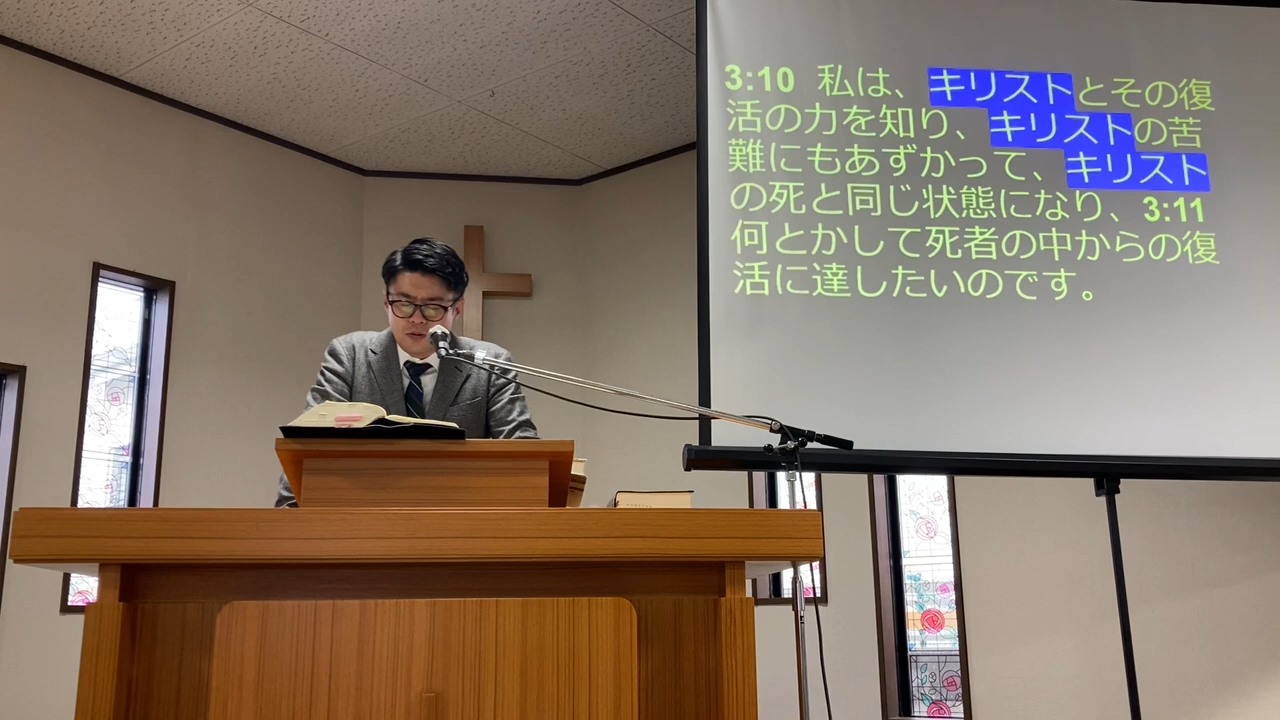 3:10 私は、キリストとその復
活の力を知り、キリストの苦
難にもあずかって、キリスト
の死と同じ状態になり、3:11
何とかして死者の中からの復
活に達したいのです。